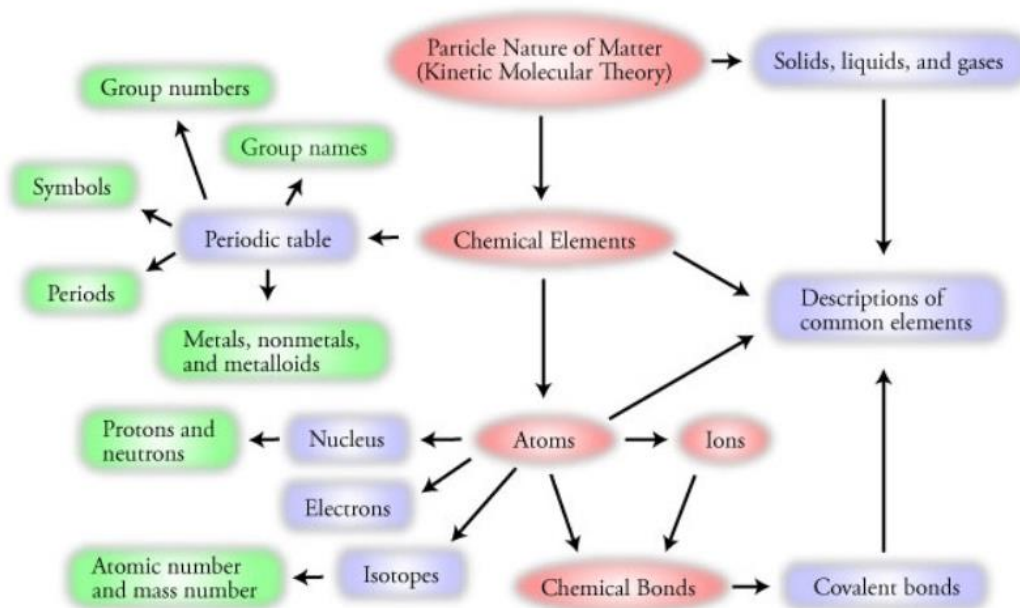 Particle Nature of Matter
(Kinetic Molecular Theory)
Solids, liquids, and gases
Group numbers
Group names
Symbols
Periodic table
Chemical Elements
Periods
Descriptions of
common elements
Metals, nonmetals,
and metalloids
Protons and
neutrons
Nucleus
Atoms
Ions
Electrons
Atomic number
and mass number
Isotopes
Chemical Bonds
Covalent bonds